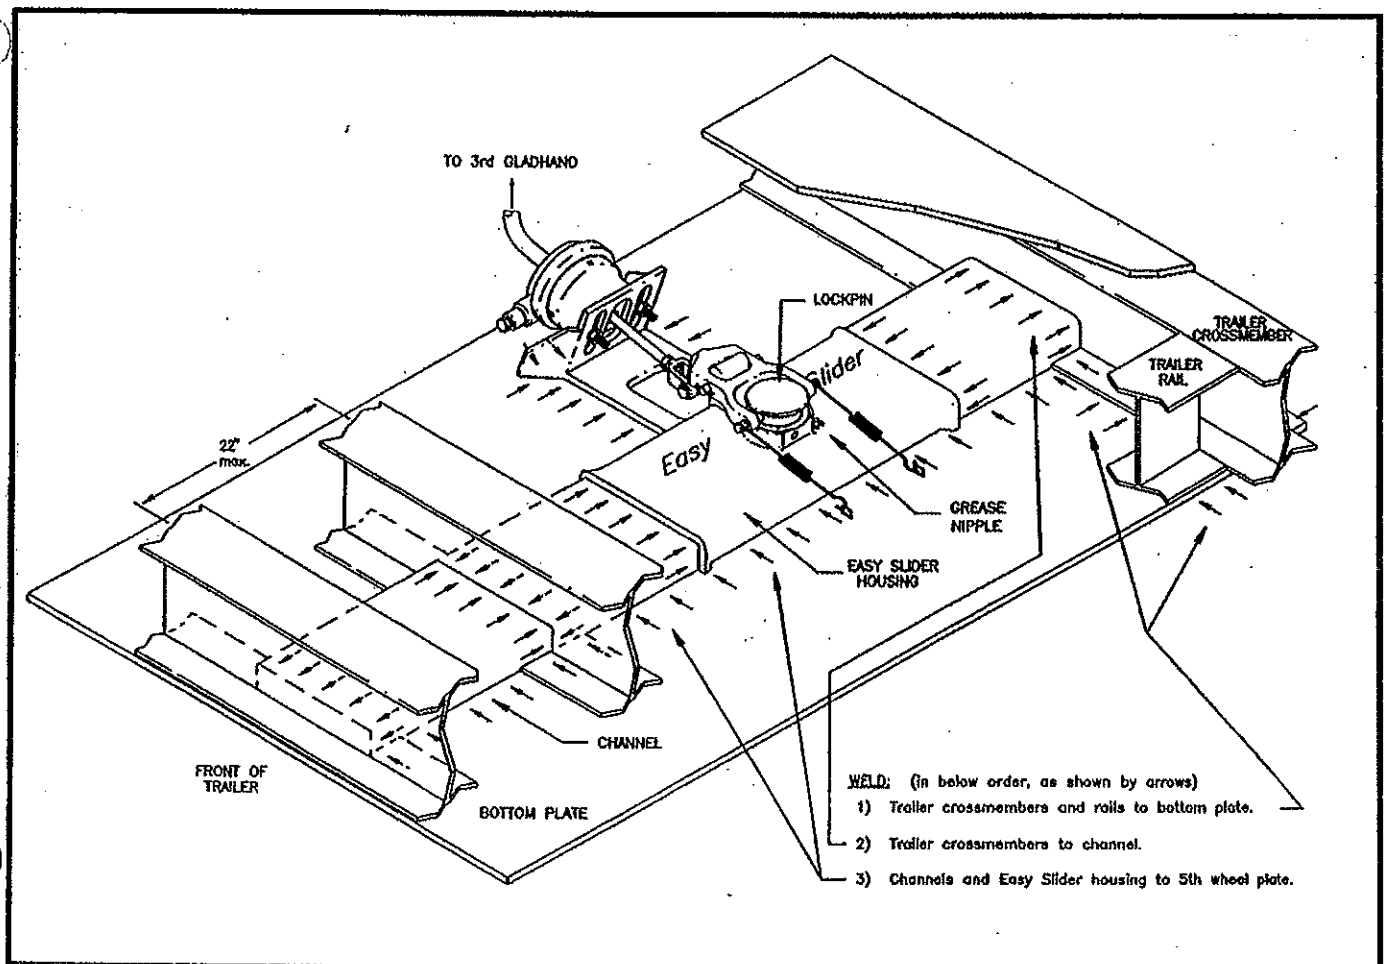 TO 3rd GLADHAND
LOCKPIN
TRAILER
CROSSMEMBER
TRAILER
RAIL
Easy Slider
22"
max.
GREASE
NIPPLE
EASY SLIDER
HOUSING
CHANNEL
FRONT OF
TRAILER
BOTTOM PLATE
WELD: (in below order, as shown by arrows)
1) Trailer crossmembers and rails to bottom plate.
2) Trailer crossmembers to channel.
3) Channels and Easy Slider housing to 5th wheel plate.